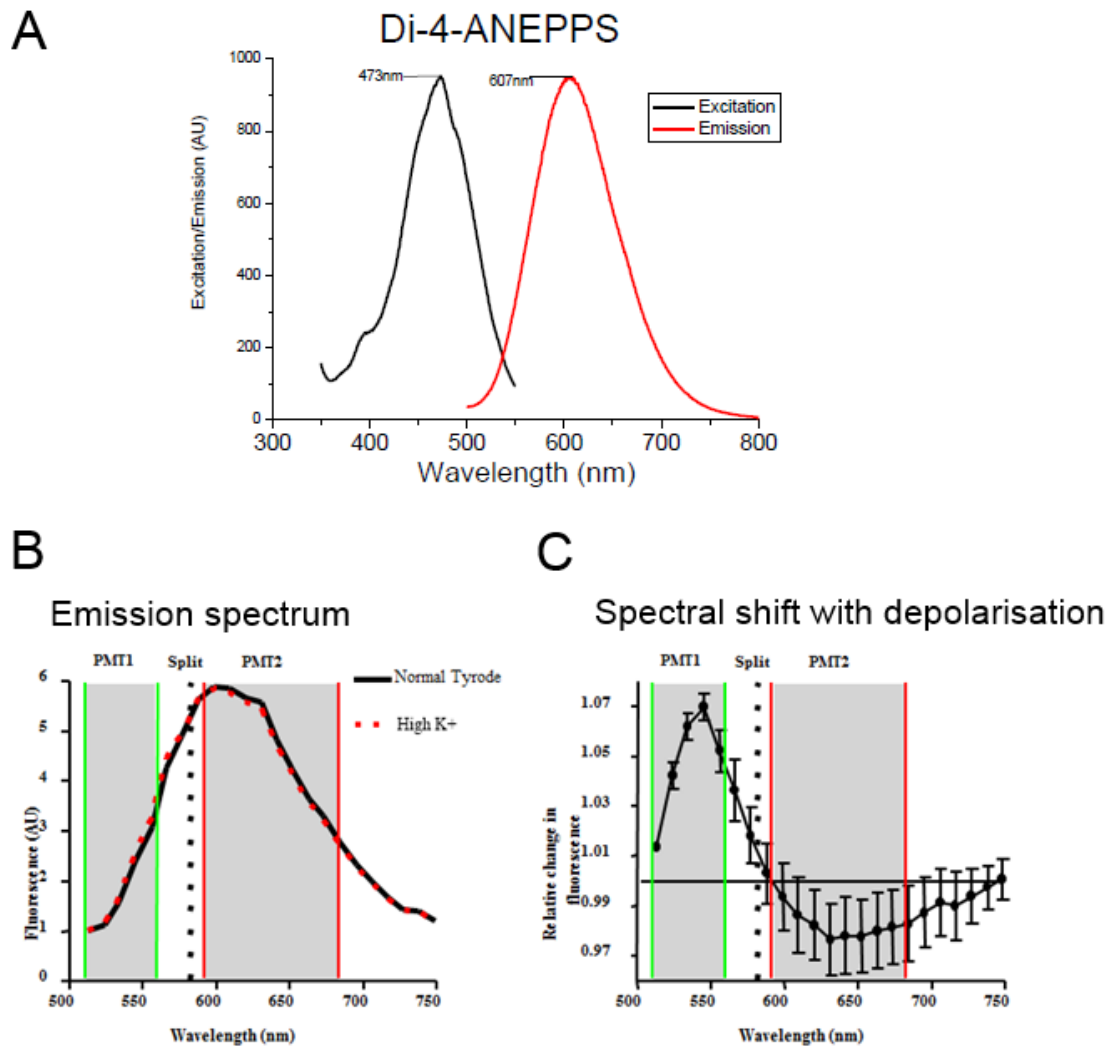 A
Di-4-ANEPPS
1000
800
600
400
200
0
473nm
607nm
Excitation
Emission
Excitation/Emission (AU)
300 400 500 600 700 800
Wavelength (nm)
B
Emission spectrum
PMT1 Split PMT2
6
5
4
3
2
1
0
Normal Tyrode
High K+
Fluorescence (AU)
500 550 600 650 700 750
Wavelength (nm)
C
Spectral shift with depolarisation
PMT1 Split PMT2
1.07
1.05
1.03
1.01
0.99
0.97
Relative change in
fluorescence
500 550 600 650 700 750
Wavelength (nm)